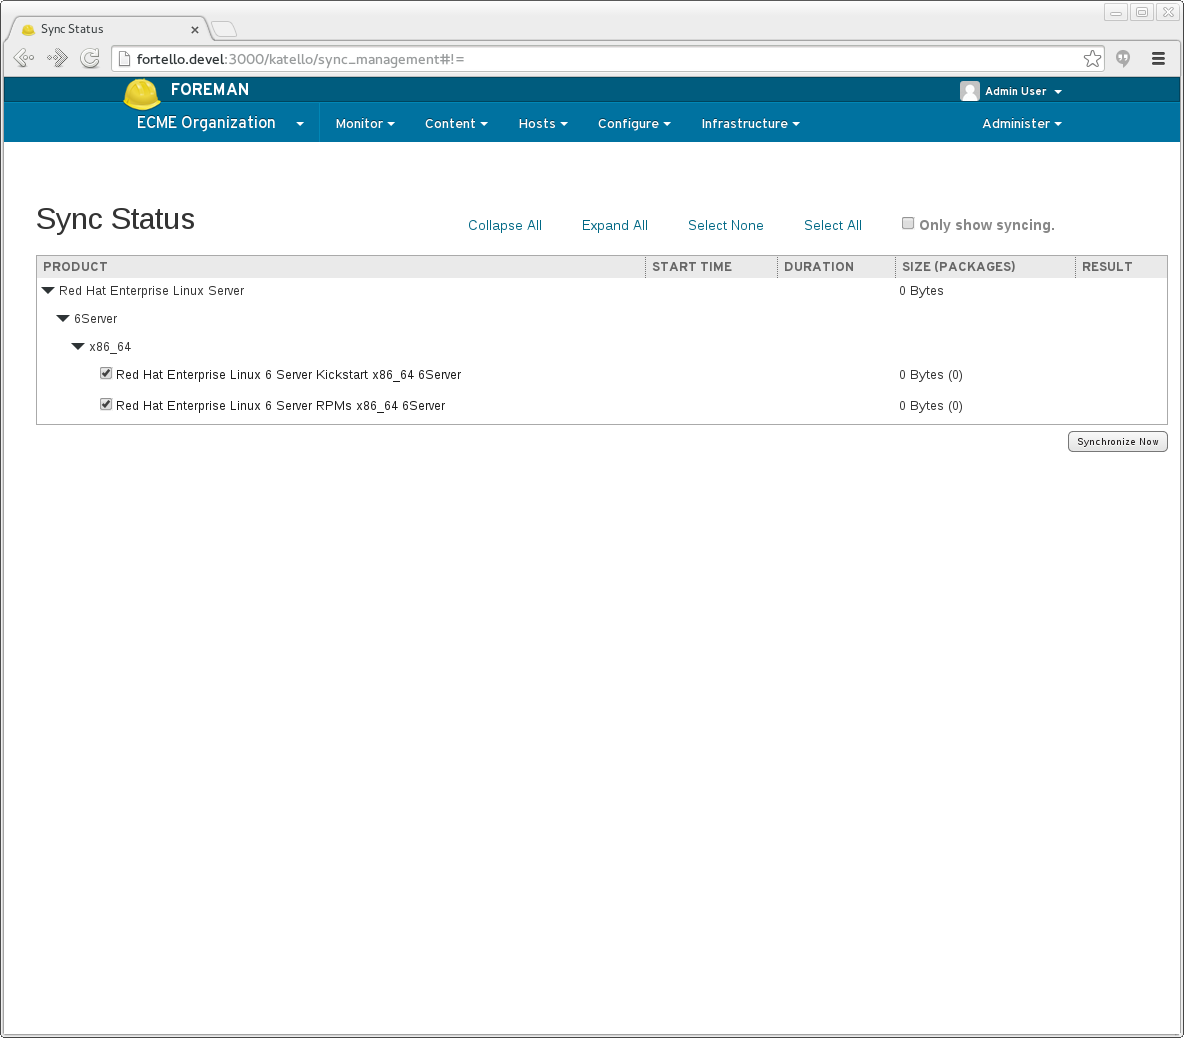 Sync Status
fortello.devel:3000/katello/sync_management#!=
FOREMAN
Admin User
ECME Organization Monitor Content Hosts Configure Infrastructure Administer
Sync Status
Collapse All Expand All Select None Select All Only show syncing.
PRODUCT START TIME DURATION SIZE (PACKAGES) RESULT
Red Hat Enterprise Linux Server 0 Bytes
6Server
x86_64
Red Hat Enterprise Linux 6 Server Kickstart x86_64 6Server 0 Bytes (0)
Red Hat Enterprise Linux 6 Server RPMs x86_64 6Server 0 Bytes (0)
Synchronize Now